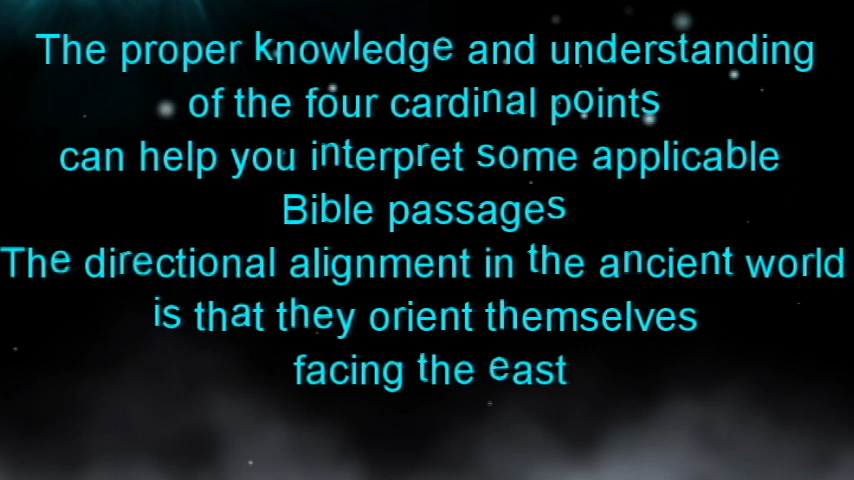 The proper knowledge and understanding
of the four cardinal points
can help you interpret some applicable
Bible passages
The directional alignment in the ancient world
is that they orient themselves
facing the east